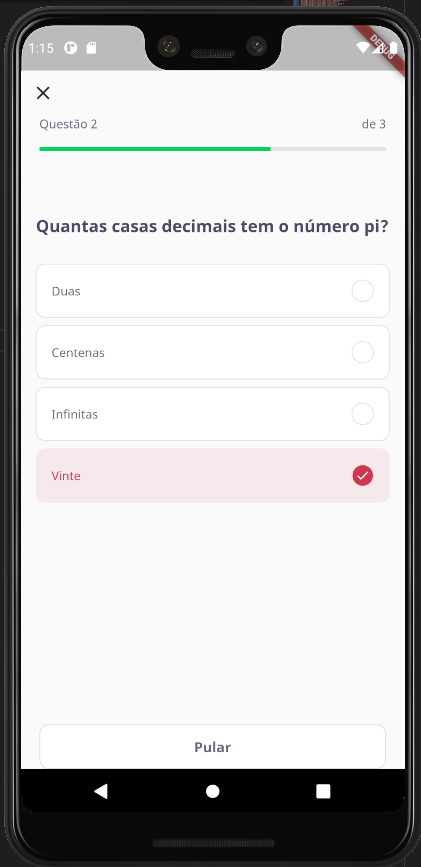 1:15
DEBUG
Questão 2
de 3
Quantas casas decimais tem o número pi?
Duas
Centenas
Infinitas
Vinte
Pular